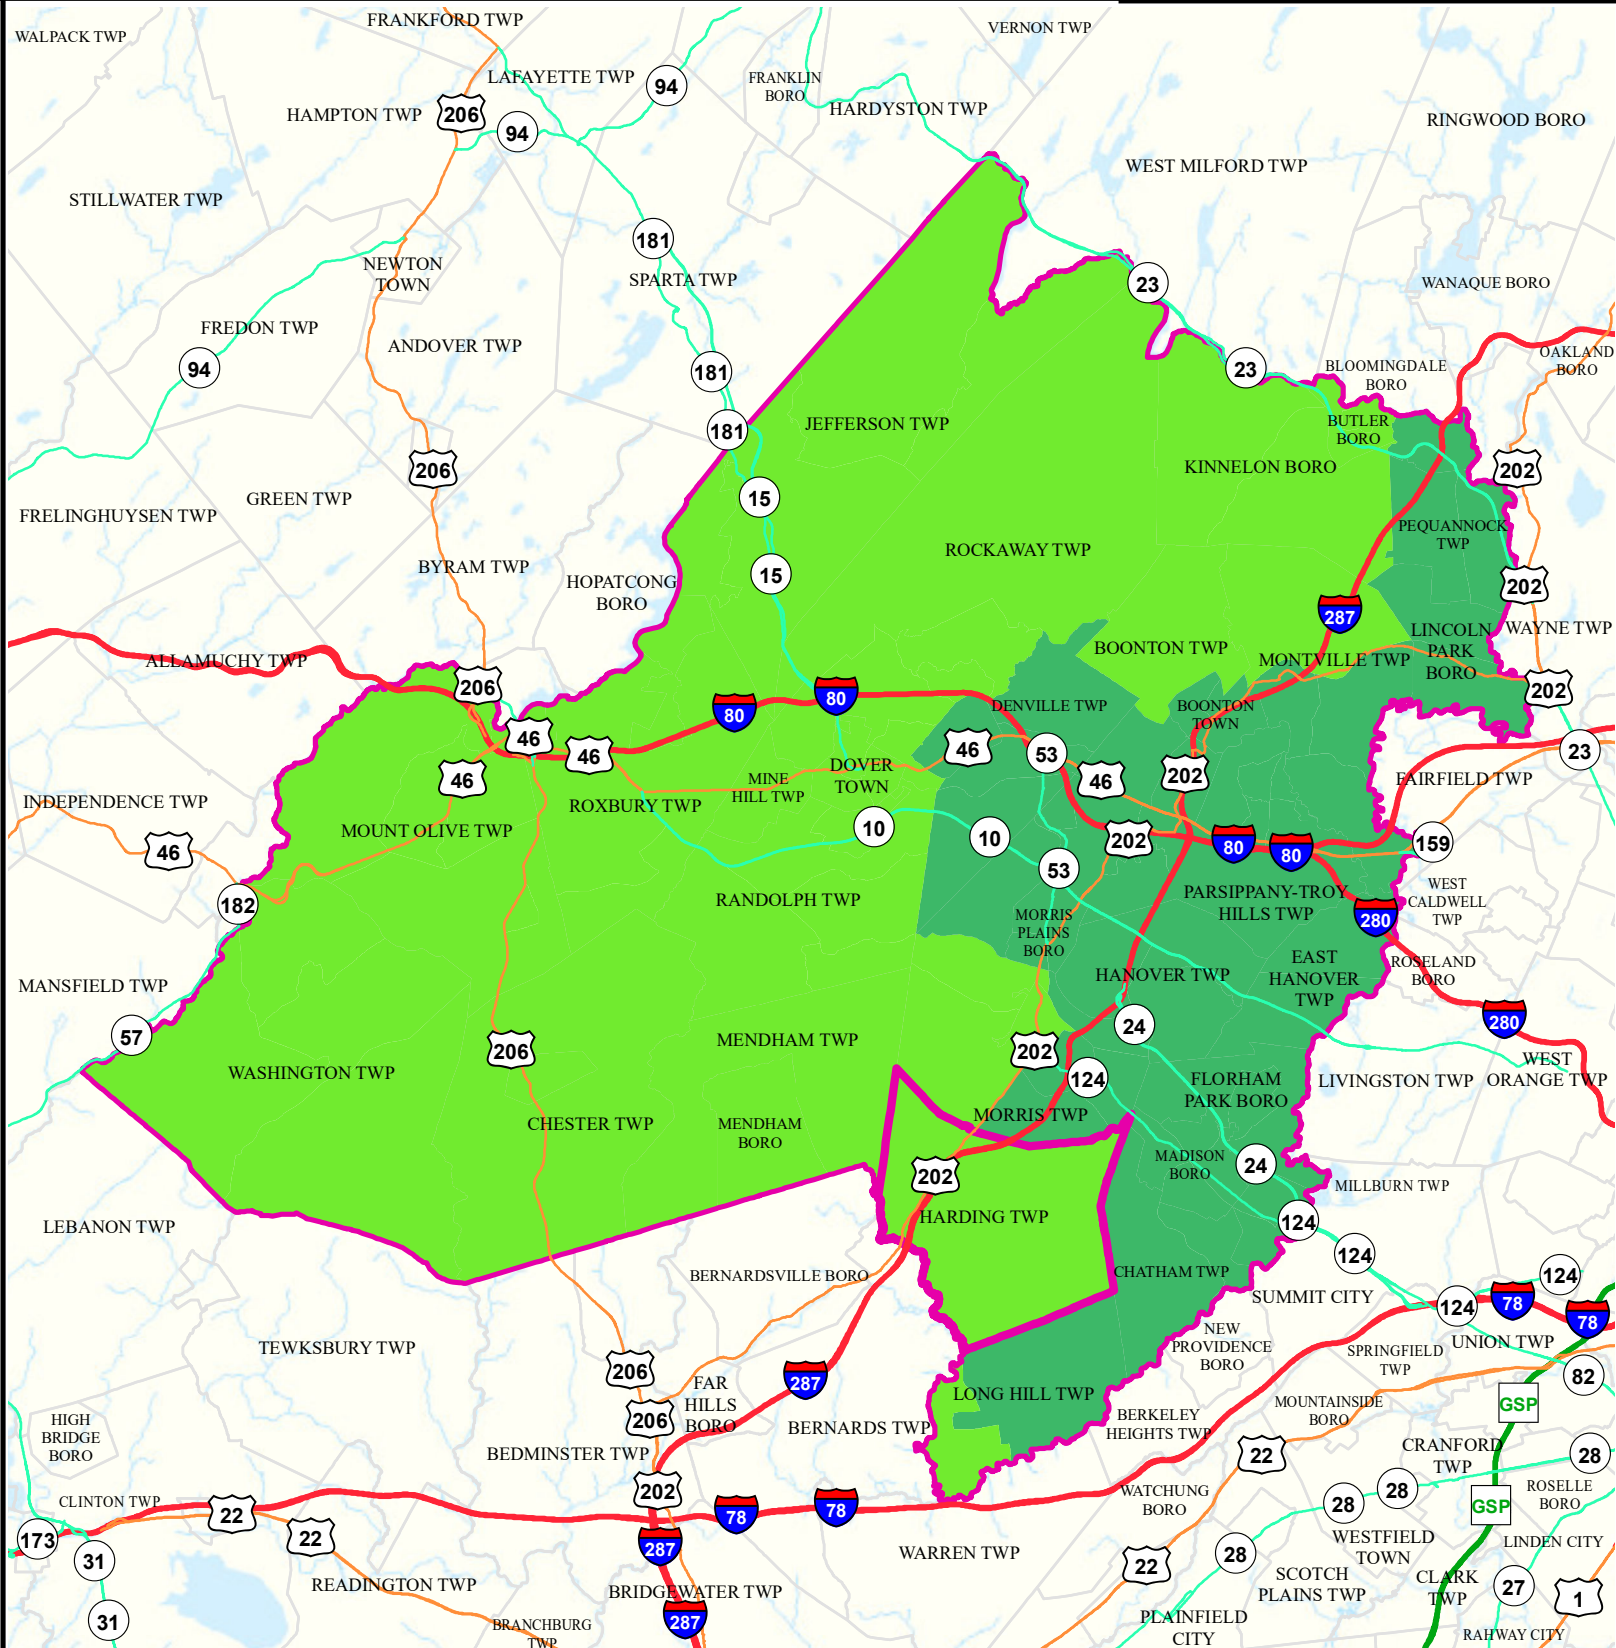 FRANKFORD TWP
WALPACK TWP
VERNON TWP
LAFAYETTE TWP
94
FRANKLIN
BORO
HARDYSTON TWP
HAMPTON TWP
206
94
RINGWOOD BORO
WEST MILFORD TWP
STILLWATER TWP
181
NEWTON
TOWN
SPARTA TWP
23
WANAQUE BORO
FREDON TWP
ANDOVER TWP
94
181
23
BLOOMINGDALE
BORO
OAKLAND
BORO
181
JEFFERSON TWP
BUTLER
BORO
206
KINNELON BORO
202
GREEN TWP
15
FRELINGHUYSEN TWP
PEQUANNOCK
TWP
ROCKAWAY TWP
BYRAM TWP
HOPATCONG
BORO
15
202
287
LINCOLN
PARK
BORO
WAYNE TWP
BOONTON TWP
MONTVILLE TWP
ALLAMUCHY TWP
206
80
80
202
DENVILLE TWP
BOONTON
TOWN
46
46
46
53
23
46
DOVER
TOWN
MINE
HILL TWP
46
202
FAIRFIELD TWP
INDEPENDENCE TWP
ROXBURY TWP
MOUNT OLIVE TWP
10
10
202
80
80
159
46
53
182
RANDOLPH TWP
PARSIPPANY-TROY
HILLS TWP
WEST
CALDWELL
TWP
280
MORRIS
PLAINS
BORO
MANSFIELD TWP
HANOVER TWP
EAST
HANOVER
TWP
ROSELAND
BORO
57
24
280
206
MENDHAM TWP
202
WASHINGTON TWP
124
FLORHAM
PARK BORO
LIVINGSTON TWP
WEST
ORANGE TWP
CHESTER TWP
MENDHAM
BORO
MORRIS TWP
202
MADISON
BORO
24
MILLBURN TWP
LEBANON TWP
HARDING TWP
124
124
BERNARDSVILLE BORO
CHATHAM TWP
SUMMIT CITY
124
124
78
78
TEWKSBURY TWP
NEW
PROVIDENCE
BORO
SPRINGFIELD
TWP
UNION TWP
206
287
82
FAR
HILLS
BORO
LONG HILL TWP
206
GSP
MOUNTAINSIDE
BORO
HIGH
BRIDGE
BORO
BERNARDS TWP
BERKELEY
HEIGHTS TWP
BEDMINSTER TWP
22
CRANFORD
TWP
28
202
WATCHUNG
BORO
28
28
ROSELLE
BORO
CLINTON TWP
22
78
78
GSP
173
22
287
WARREN TWP
28
WESTFIELD
TOWN
LINDEN CITY
31
22
READINGTON TWP
BRIDGEWATER TWP
SCOTCH
PLAINS TWP
CLARK
TWP
27
1
31
287
BRANCHBURG
TWP
PLAINFIELD
CITY
RAHWAY CITY